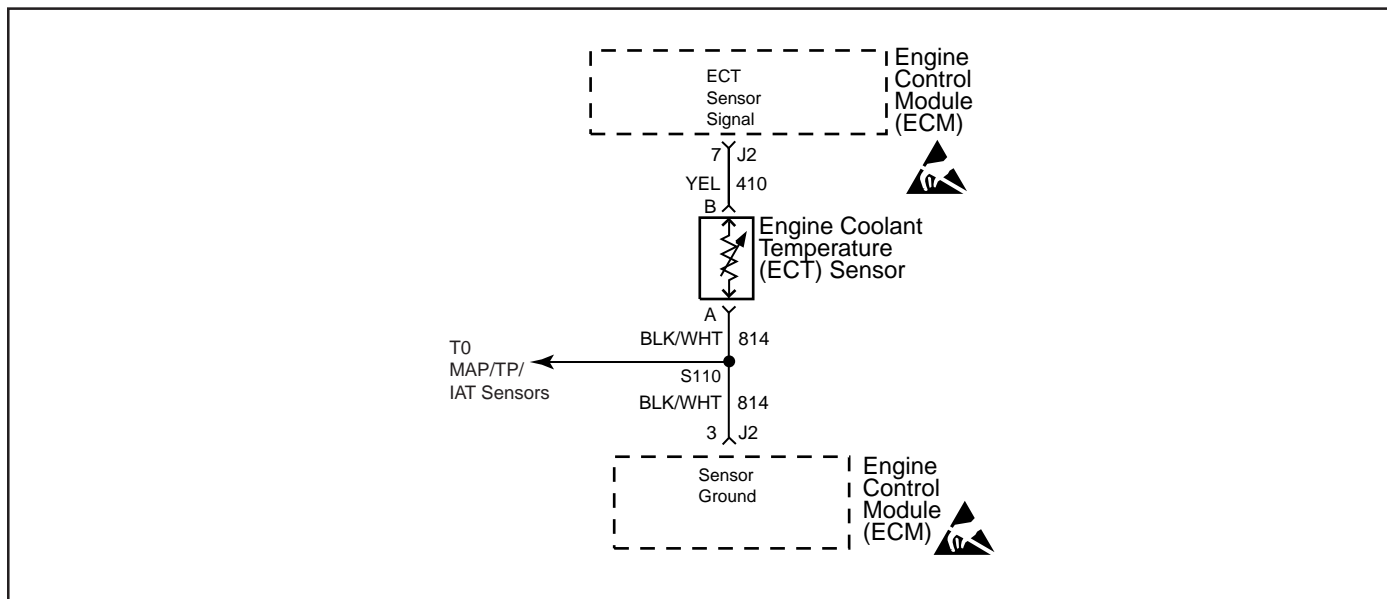 ECT
Sensor
Signal
Engine
Control
Module
(ECM)
7 J2
YEL 410
B
Engine Coolant
Temperature
(ECT) Sensor
A
BLK/WHT 814
T0
MAP/TP/
IAT Sensors
S110
BLK/WHT 814
3 J2
Sensor
Ground
Engine
Control
Module
(ECM)